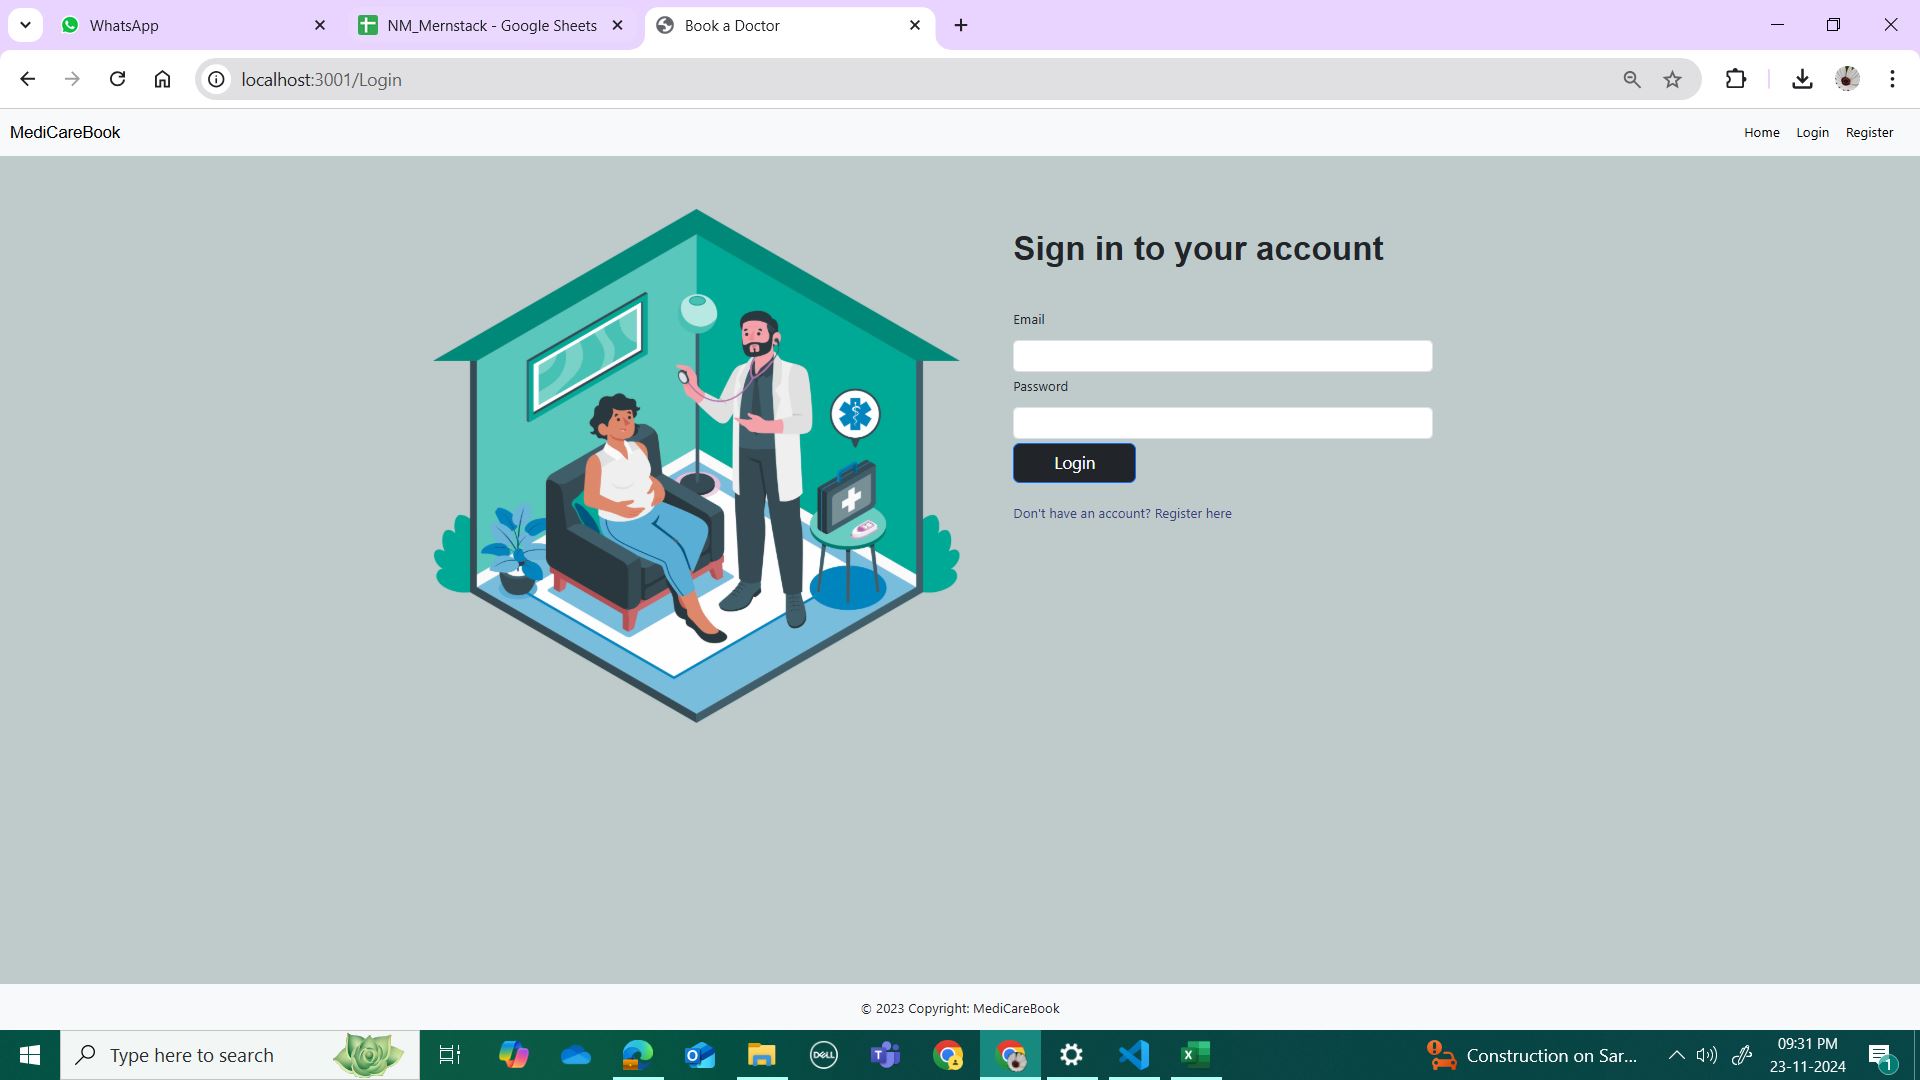 WhatsApp
NM_Mernstack - Google Sheets
Book a Doctor
localhost:3001/Login
MediCareBook
Home
Login
Register
Sign in to your account
Email
Password
Login
Don't have an account? Register here
© 2023 Copyright: MediCareBook
Type here to search
DELL
Construction on Sar...
09:31 PM
23-11-2024
1